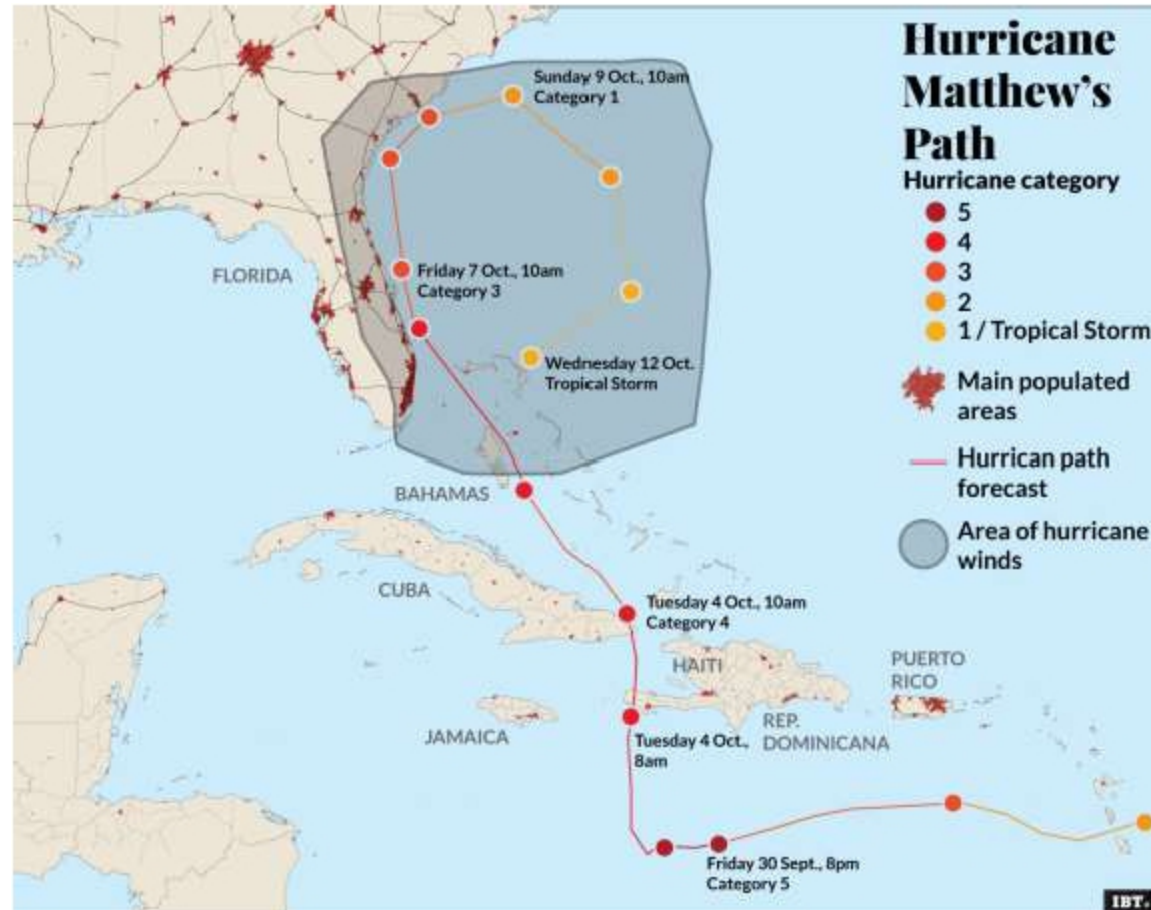 Hurricane
Matthew's
Path
Hurricane category
5
4
3
2
1 / Tropical Storm
Main populated
areas
Hurrican path
forecast
Area of hurricane
winds
Sunday 9 Oct., 10am
Category 1
FLORIDA
Friday 7 Oct., 10am
Category 3
Wednesday 12 Oct.
Tropical Storm
BAHAMAS
CUBA
Tuesday 4 Oct., 10am
Category 4
HAITI
PUERTO
RICO
JAMAICA
REP.
DOMINICANA
Tuesday 4 Oct.,
8am
Friday 30 Sept., 8pm
Category 5
IBT